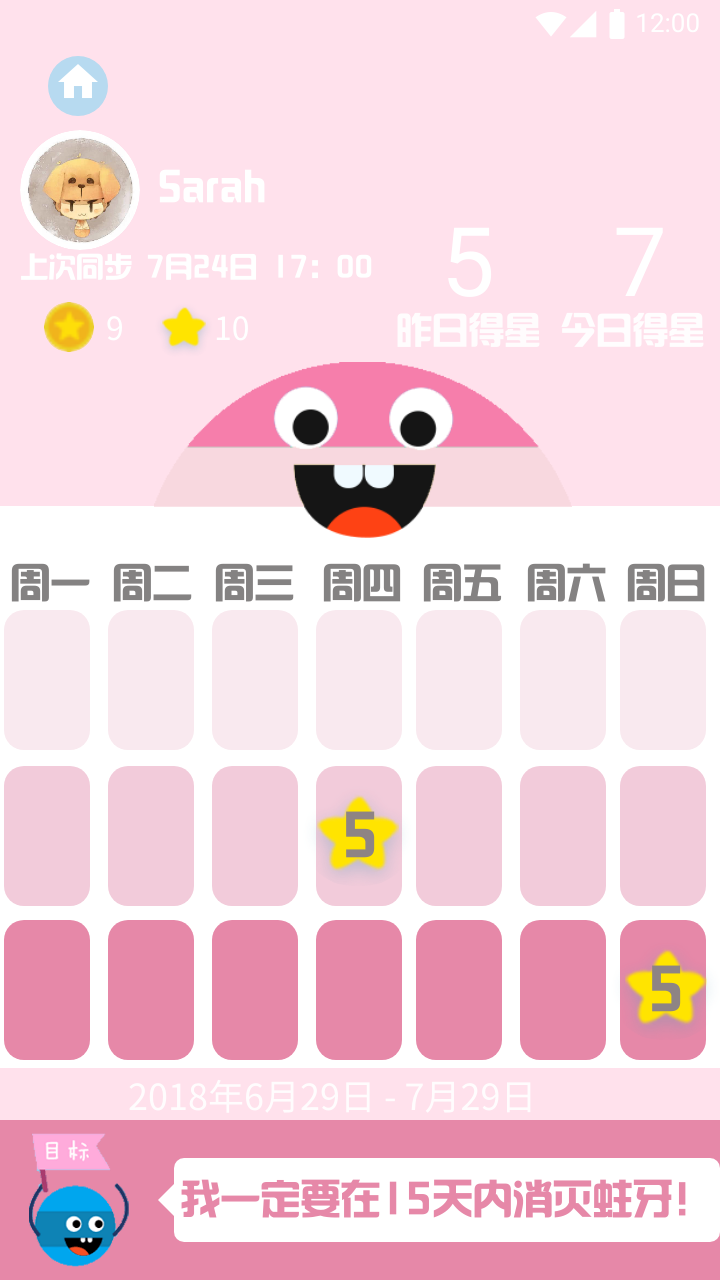 12:00
Sarah
上次同步 7月24日 17：00
5 7
9 10
昨日得星 今日得星
周一 周二 周三 周四 周五 周六 周日
5
5
2018年6月29日 - 7月29日
目标
我一定要在15天内消灭蛀牙！